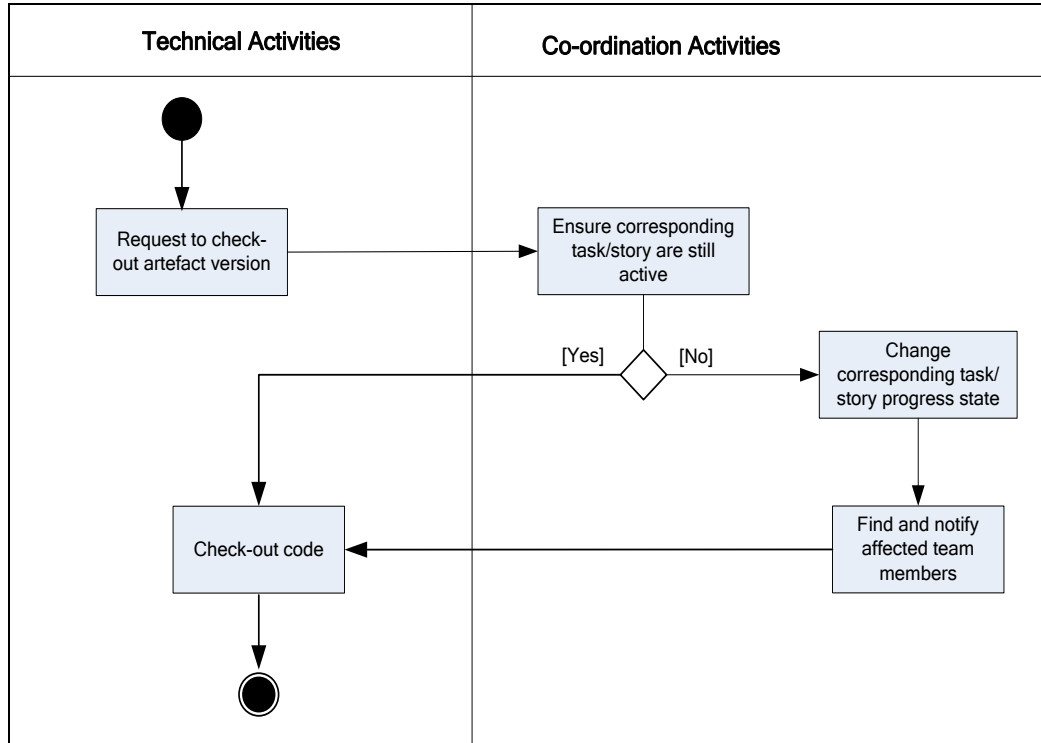 Technical Activities
Co-ordination Activities
Request to check-
out artefact version
Ensure corresponding
task/story are still
active
[Yes]
[No]
Change
corresponding task/
story progress state
Check-out code
Find and notify
affected team
members